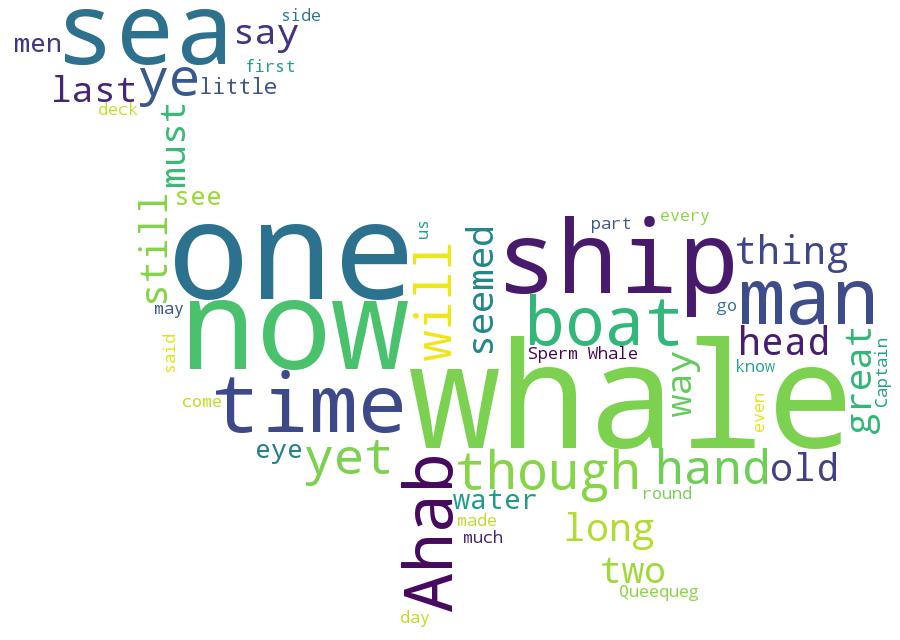 side
sea
say
men
first
ye
last
little
deck
must
see
still
one
us
seemed
ship
part
every
thing
will
now
may
boat
go
man
said
Sperm Whale
head
great
Captain
way
know
whale
time
come
even
eye
yet
Ahab
though
hand
old
water
round
made
much
long
two
Queequeg
day